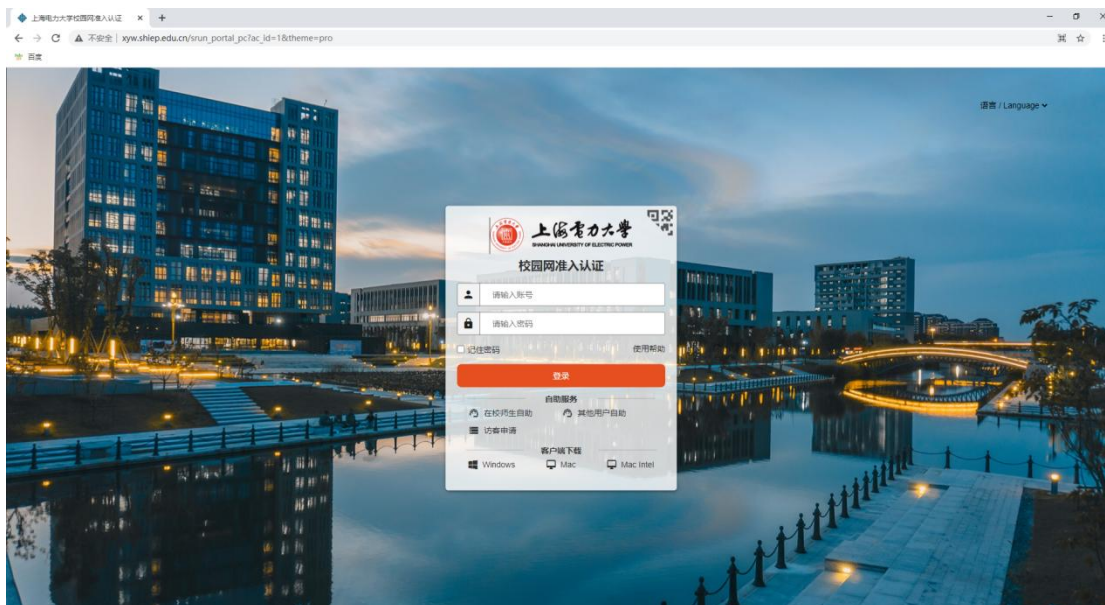 上海电力大学校园网准入认证
不安全 | xyw.shiep.edu.cn/srun_portal_pc?ac_id=1&theme=pro
百度
语言 / Language
上海电力大学
SHANGHAI UNIVERSITY OF ELECTRIC POWER
校园网准入认证
请输入账号
请输入密码
记住密码 使用帮助
登录
自助服务
在校师生自助 其他用户自助
访客申请
客户端下载
Windows Mac Mac Intel